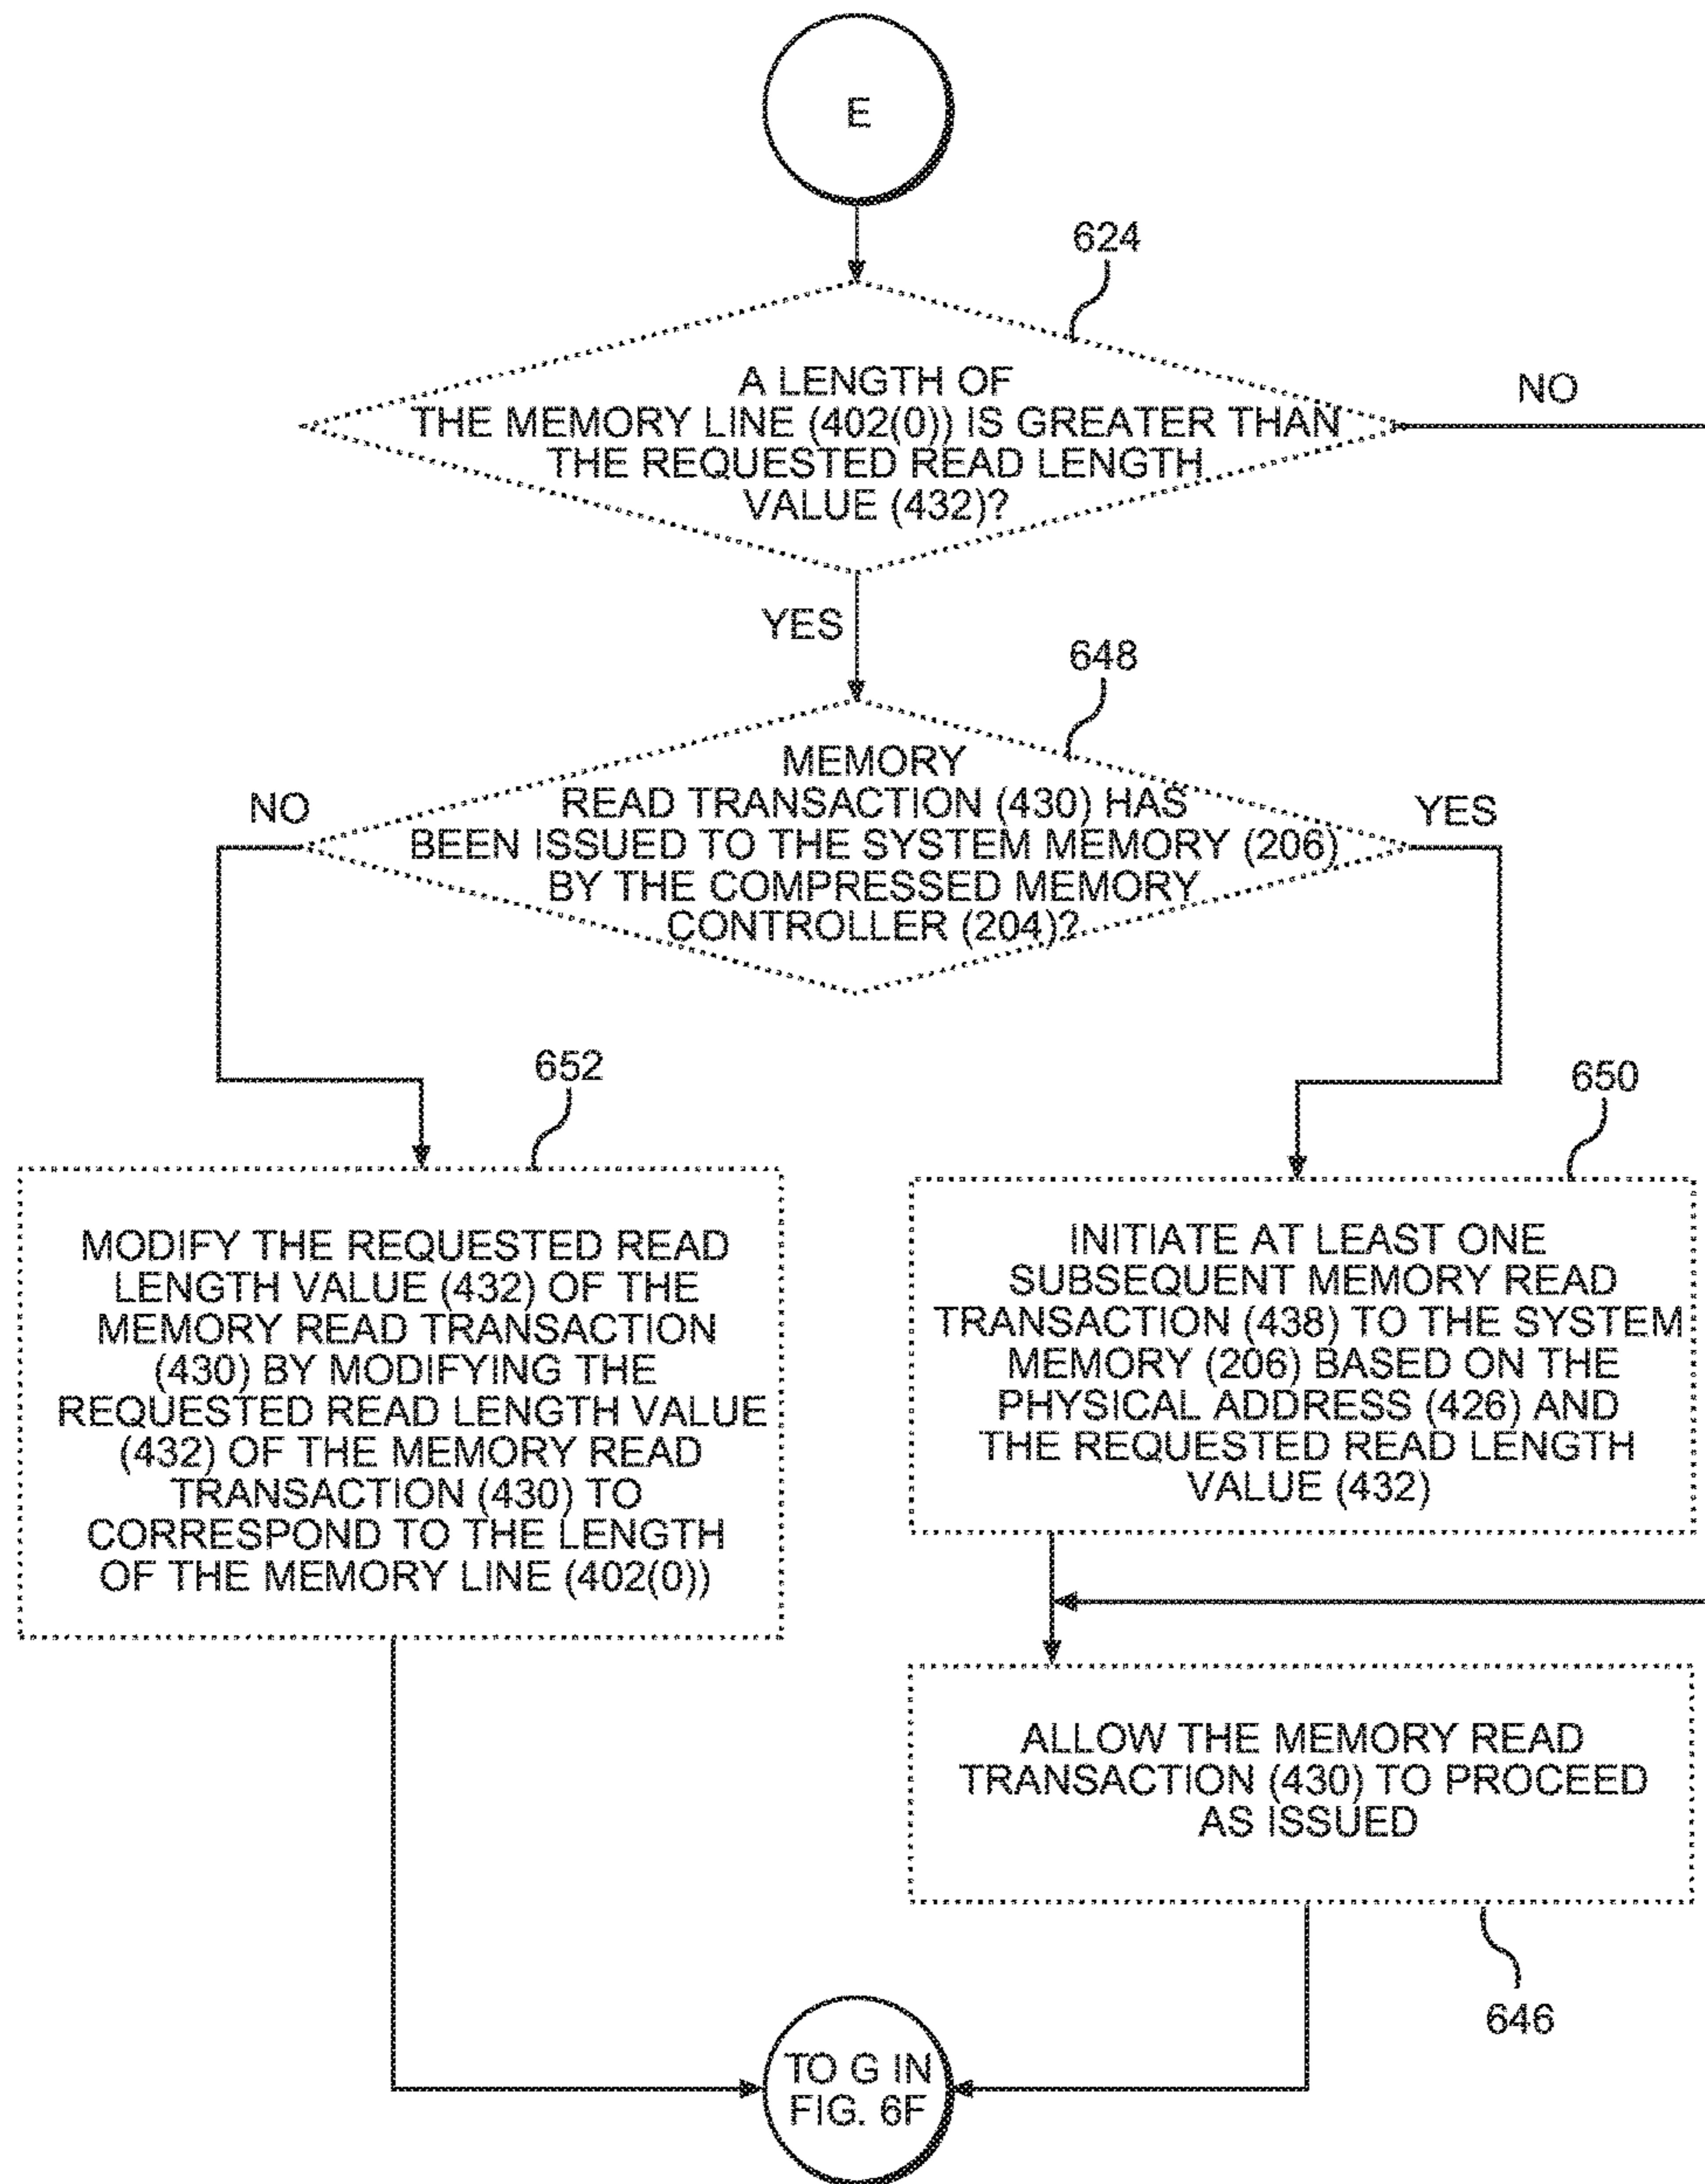 E
624
A LENGTH OF
THE MEMORY LINE (402(0)) IS GREATER THAN
THE REQUESTED READ LENGTH
VALUE (432)?
NO
YES
648
MEMORY
READ TRANSACTION (430) HAS
BEEN ISSUED TO THE SYSTEM MEMORY (206)
BY THE COMPRESSED MEMORY
CONTROLLER (204)?
NO
YES
652
MODIFY THE REQUESTED READ
LENGTH VALUE (432) OF THE
MEMORY READ TRANSACTION
(430) BY MODIFYING THE
REQUESTED READ LENGTH VALUE
(432) OF THE MEMORY READ
TRANSACTION (430) TO
CORRESPOND TO THE LENGTH
OF THE MEMORY LINE (402(0))
650
INITIATE AT LEAST ONE
SUBSEQUENT MEMORY READ
TRANSACTION (438) TO THE SYSTEM
MEMORY (206) BASED ON THE
PHYSICAL ADDRESS (426) AND
THE REQUESTED READ LENGTH
VALUE (432)
ALLOW THE MEMORY READ
TRANSACTION (430) TO PROCEED
AS ISSUED
646
TO G IN
FIG. 6F